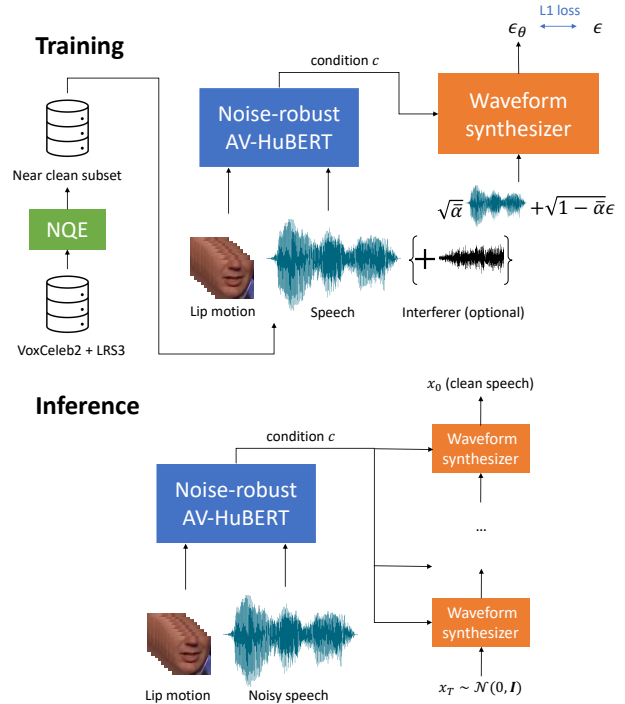 Training
L1 loss
ϵ_θ ϵ
condition c
Noise-robust
AV-HuBERT
Waveform
synthesizer
Near clean subset
NQE
√ᾱ +√1 − ᾱϵ
{+ }
Lip motion Speech Interferer (optional)
VoxCeleb2 + LRS3
Inference
x₀ (clean speech)
condition c
Waveform
synthesizer
Noise-robust
AV-HuBERT
...
Waveform
synthesizer
Lip motion Noisy speech
x_T ~ 𝒩(0, I)